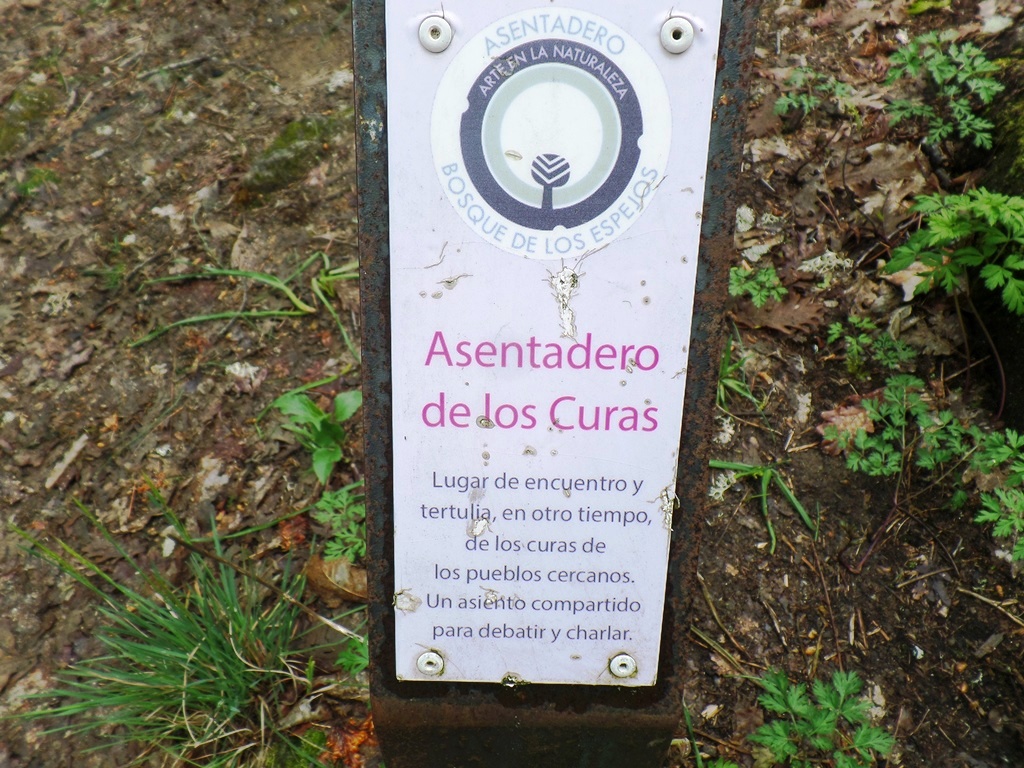 ASENTADERO
ARTE EN LA NATURALEZA
BOSQUE DE LOS ESPEJOS
Asentadero
de los Curas
Lugar de encuentro y
tertulia, en otro tiempo,
de los curas de
los pueblos cercanos.
Un asiento compartido
para debatir y charlar.